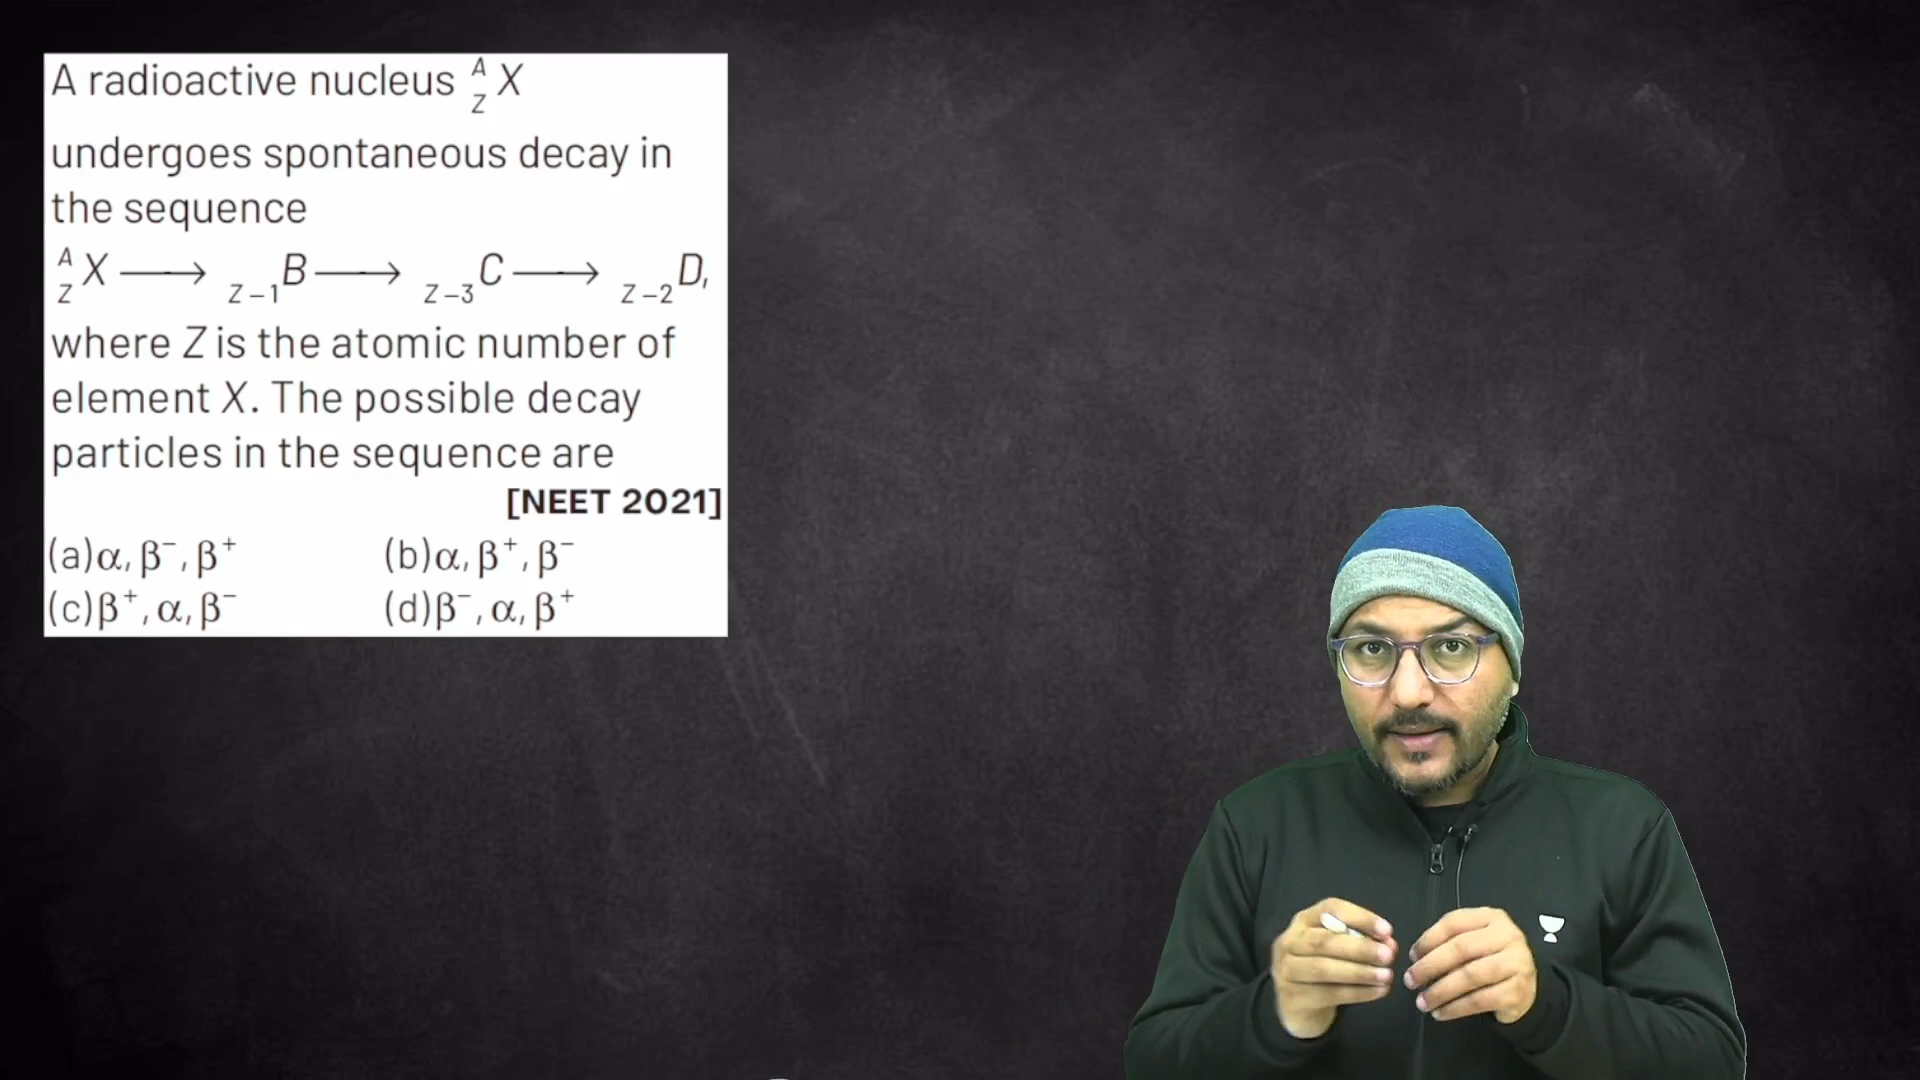 A radioactive nucleus ᴬ_Z X
undergoes spontaneous decay in
the sequence
ᴬ_Z X ⟶ _{Z–1}B ⟶ _{Z–3}C ⟶ _{Z–2}D,
where Z is the atomic number of
element X. The possible decay
particles in the sequence are
[NEET 2021]
(a) α, β⁻, β⁺ (b) α, β⁺, β⁻
(c) β⁺, α, β⁻ (d) β⁻, α, β⁺